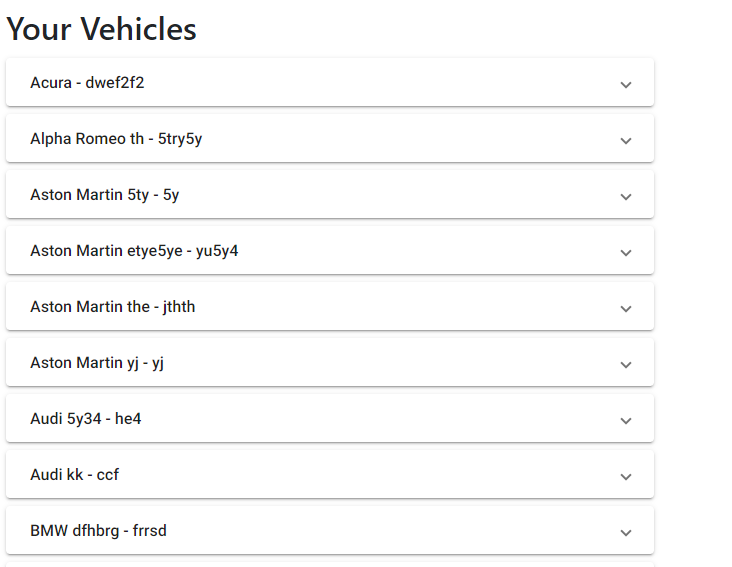 Your Vehicles
Acura - dwef2f2
Alpha Romeo th - 5try5y
Aston Martin 5ty - 5y
Aston Martin etye5ye - yu5y4
Aston Martin the - jthth
Aston Martin yj - yj
Audi 5y34 - he4
Audi kk - ccf
BMW dfhbrg - frrsd